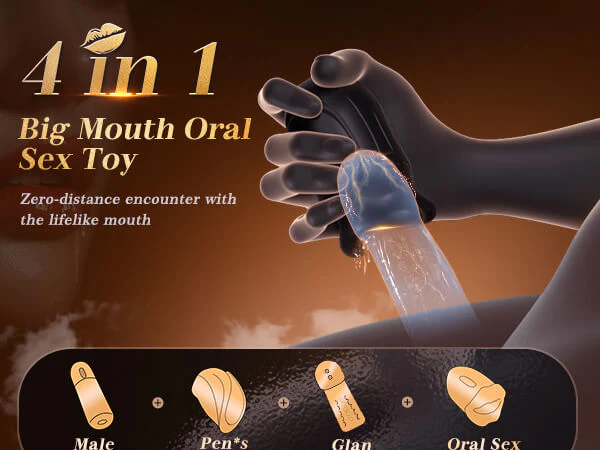 4 in 1
Big Mouth Oral
Sex Toy
Zero-distance encounter with
the lifelike mouth
Male
Pen*s
Glan
Oral Sex